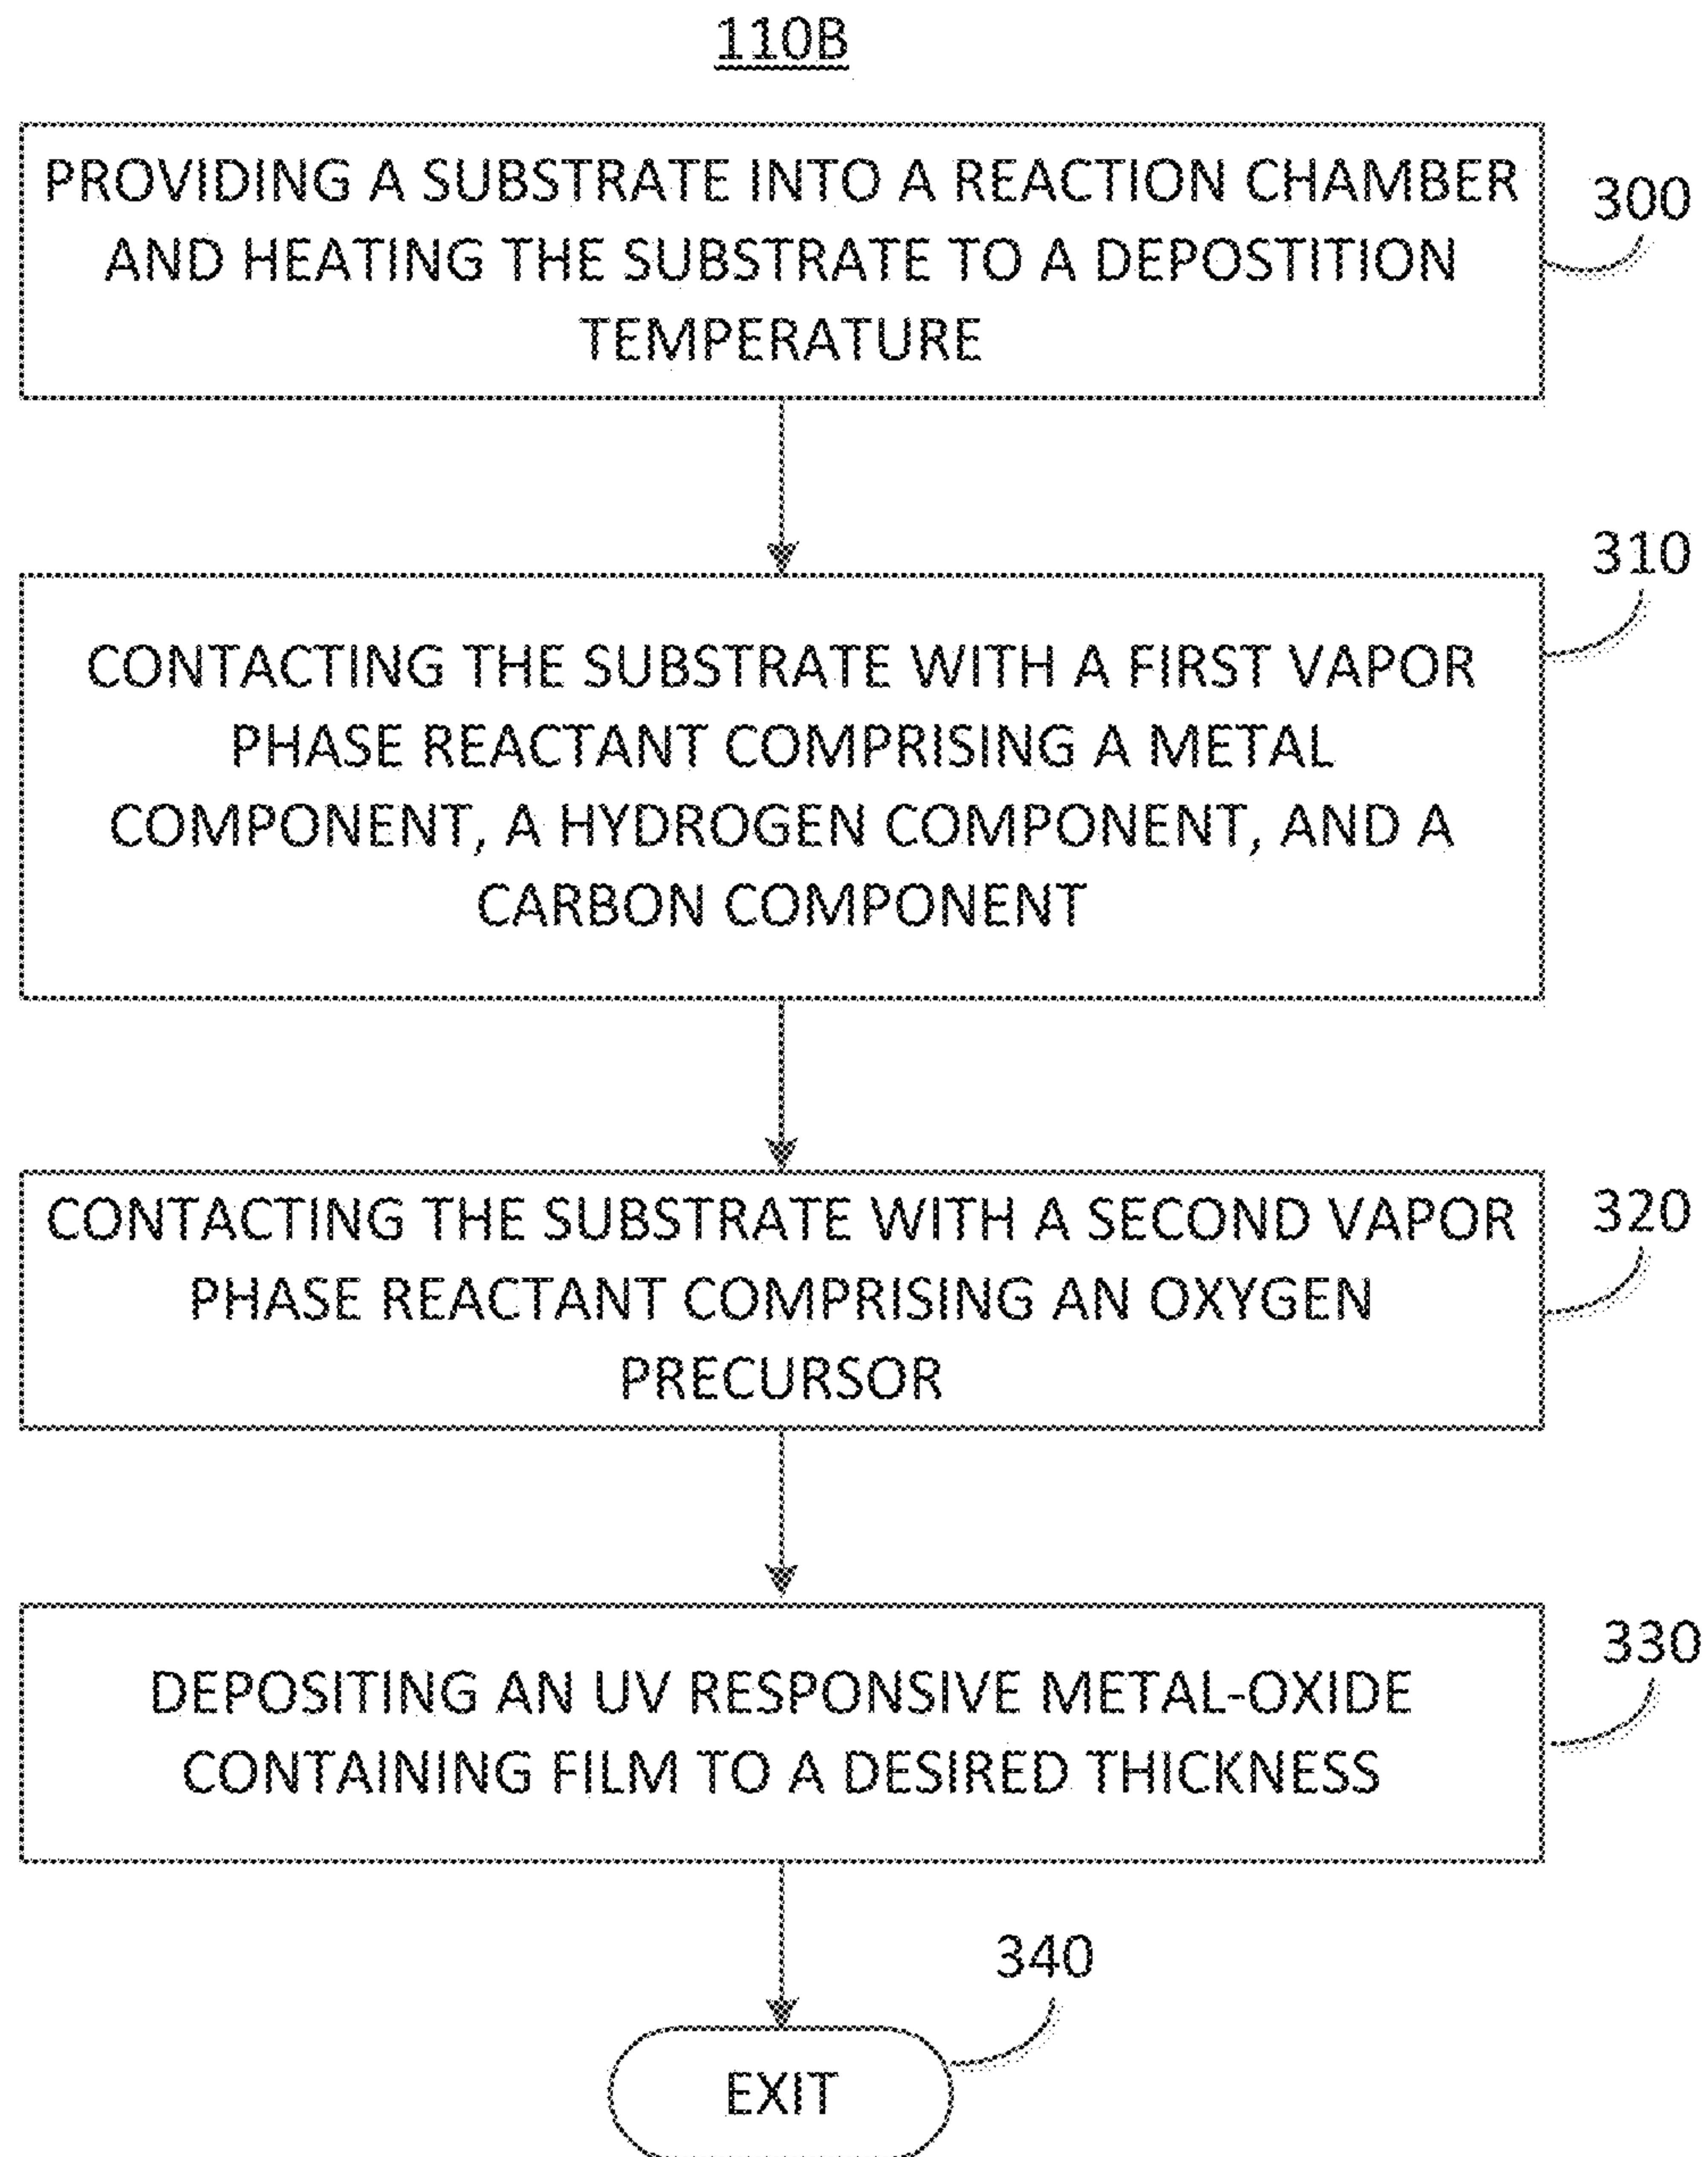 110B
PROVIDING A SUBSTRATE INTO A REACTION CHAMBER
AND HEATING THE SUBSTRATE TO A DEPOSTITION
TEMPERATURE
300
CONTACTING THE SUBSTRATE WITH A FIRST VAPOR
PHASE REACTANT COMPRISING A METAL
COMPONENT, A HYDROGEN COMPONENT, AND A
CARBON COMPONENT
310
CONTACTING THE SUBSTRATE WITH A SECOND VAPOR
PHASE REACTANT COMPRISING AN OXYGEN
PRECURSOR
320
DEPOSITING AN UV RESPONSIVE METAL-OXIDE
CONTAINING FILM TO A DESIRED THICKNESS
330
EXIT
340